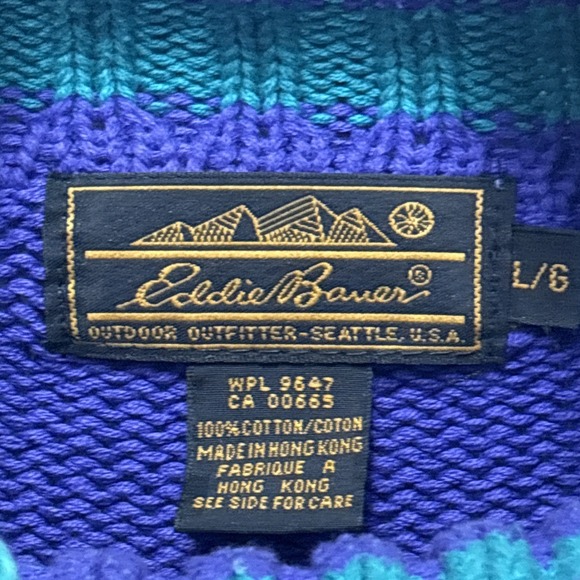 Eddie Bauer®
OUTDOOR OUTFITTER-SEATTLE, U.S.A.
L/G
WPL 9647
CA 00665
100% COTTON/COTON
MADE IN HONG KONG
FABRIQUE A
HONG KONG
SEE SIDE FOR CARE